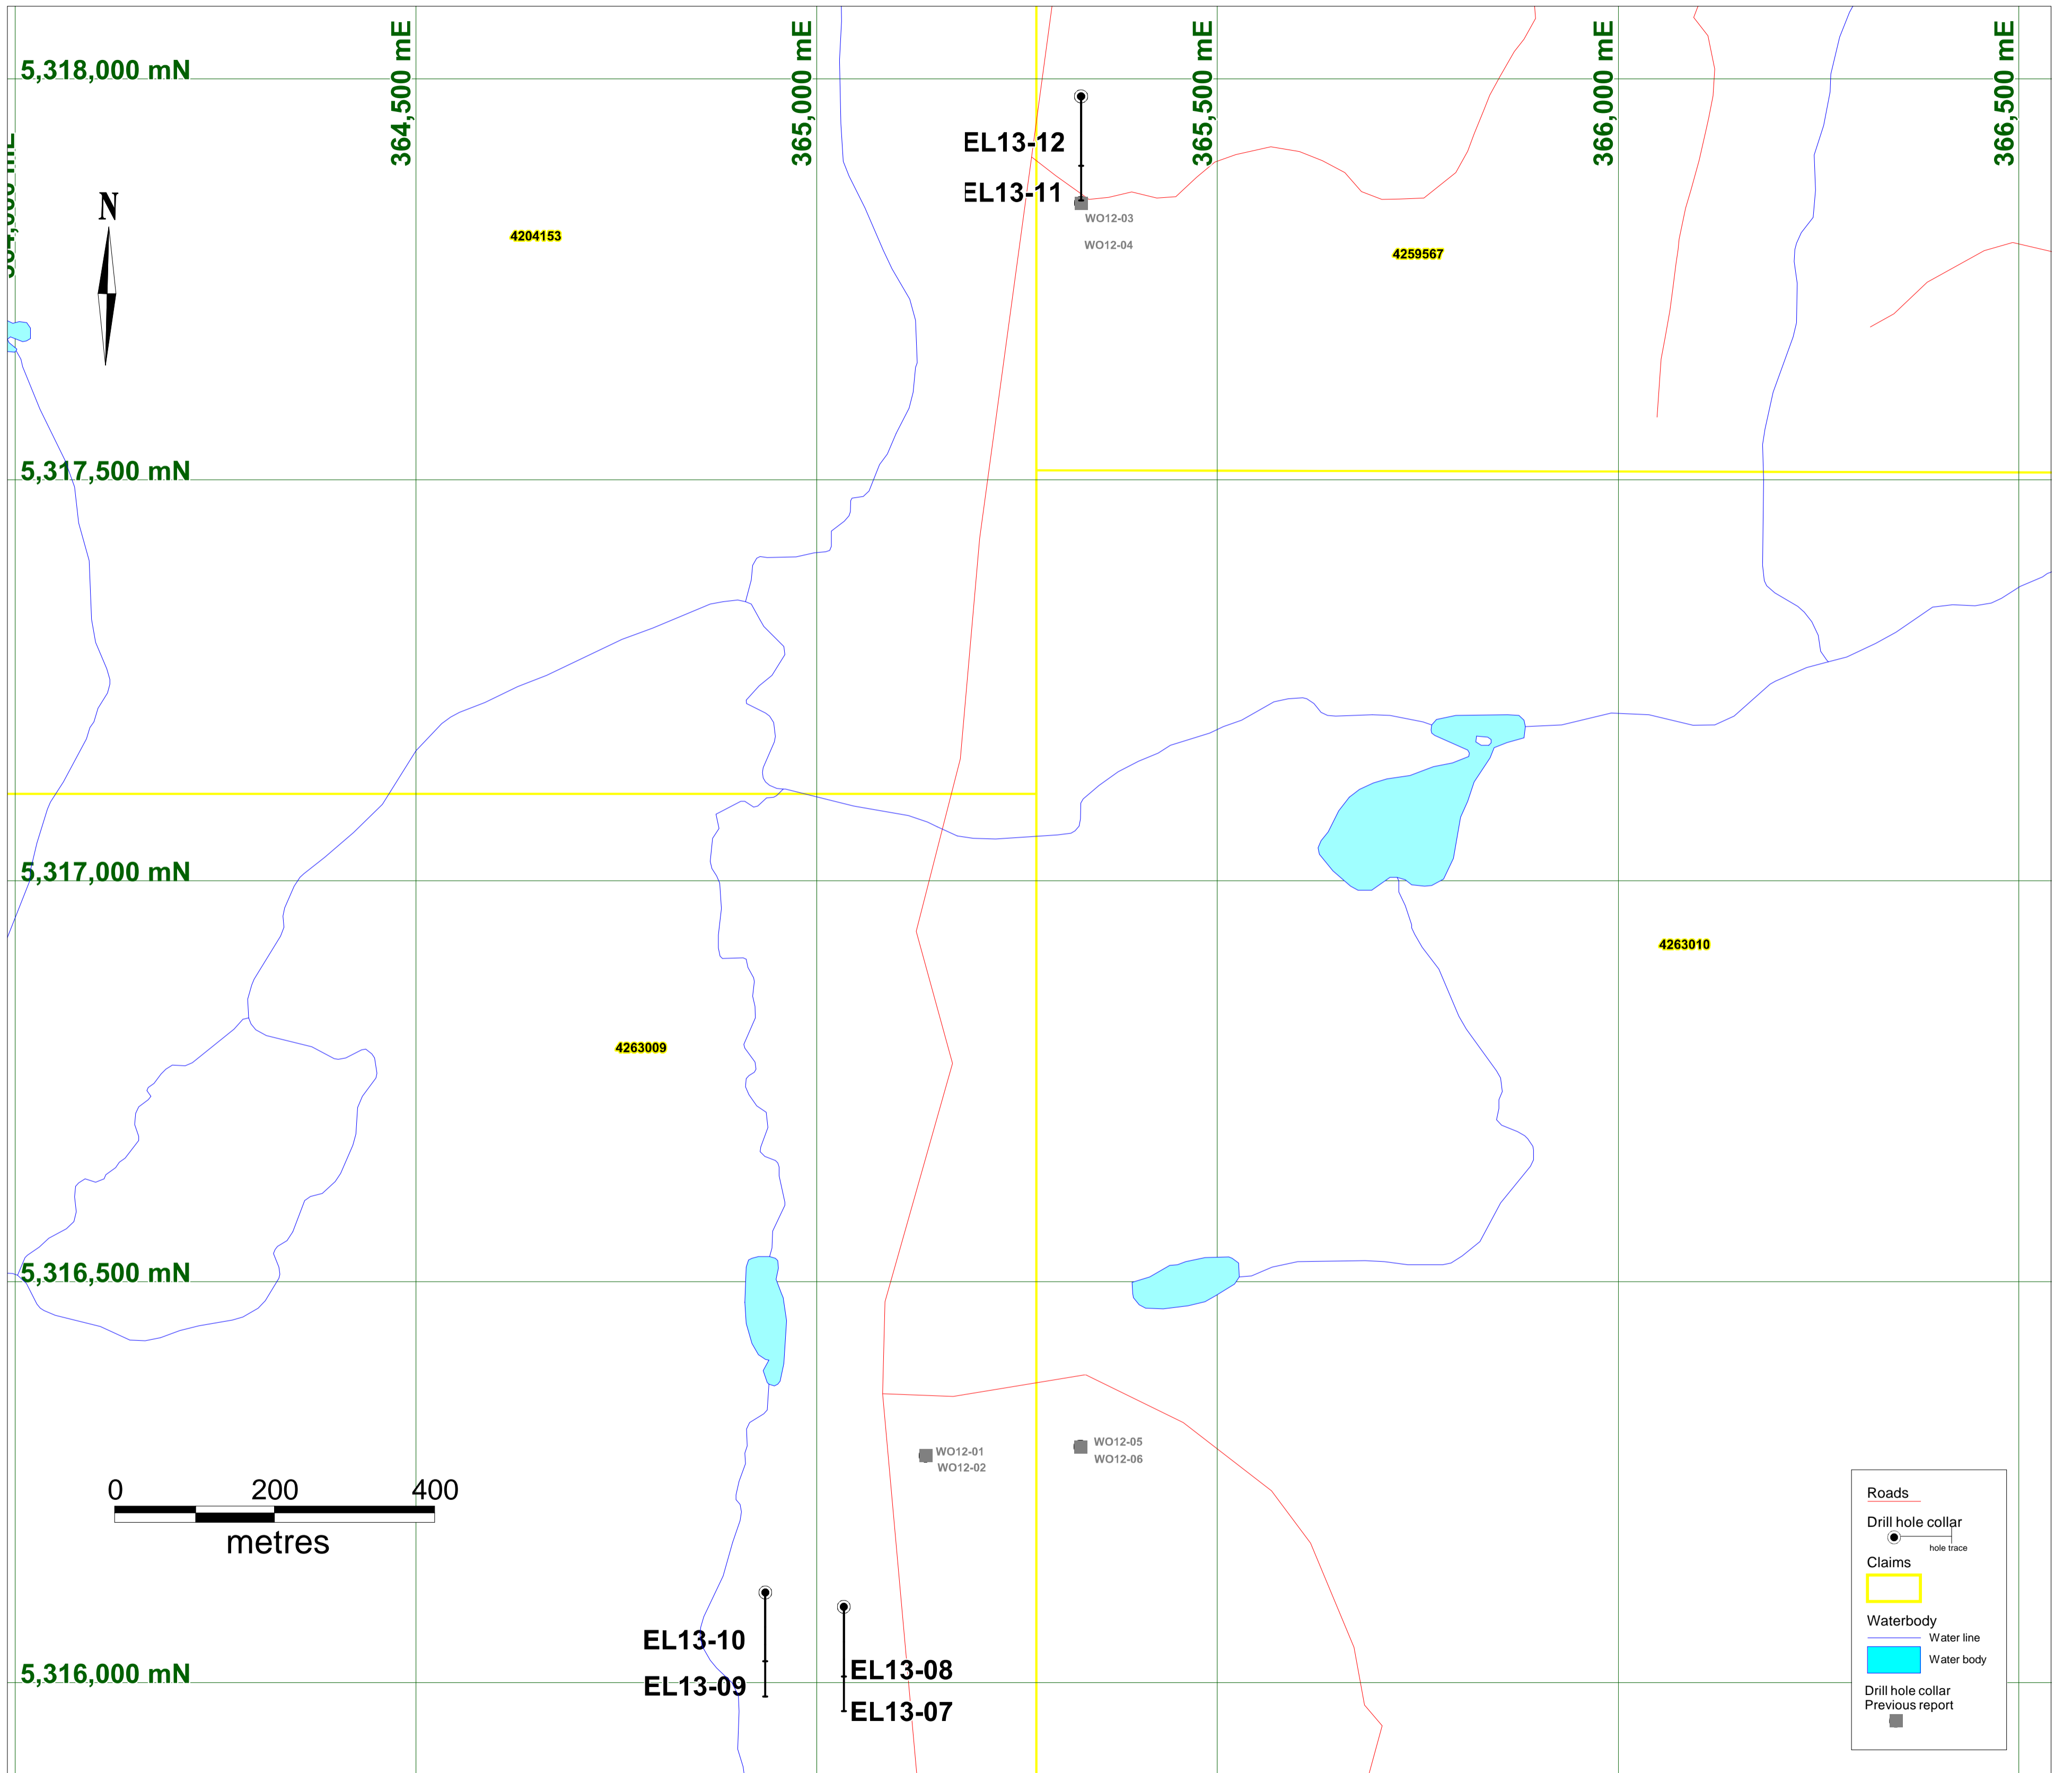 364,500 mE
365,000 mE
365,500 mE
366,000 mE
366,500 mE
5,318,000 mN
EL13-12
EL13-11
WO12-03
WO12-04
N
4204153
4259567
5,317,500 mN
5,317,000 mN
4263010
4263009
5,316,500 mN
WO12-01
WO12-02
WO12-05
WO12-06
0 200 400
metres
EL13-10
EL13-09
EL13-08
EL13-07
5,316,000 mN
Roads
Drill hole collar
hole trace
Claims
Waterbody
Water line
Water body
Drill hole collar
Previous report